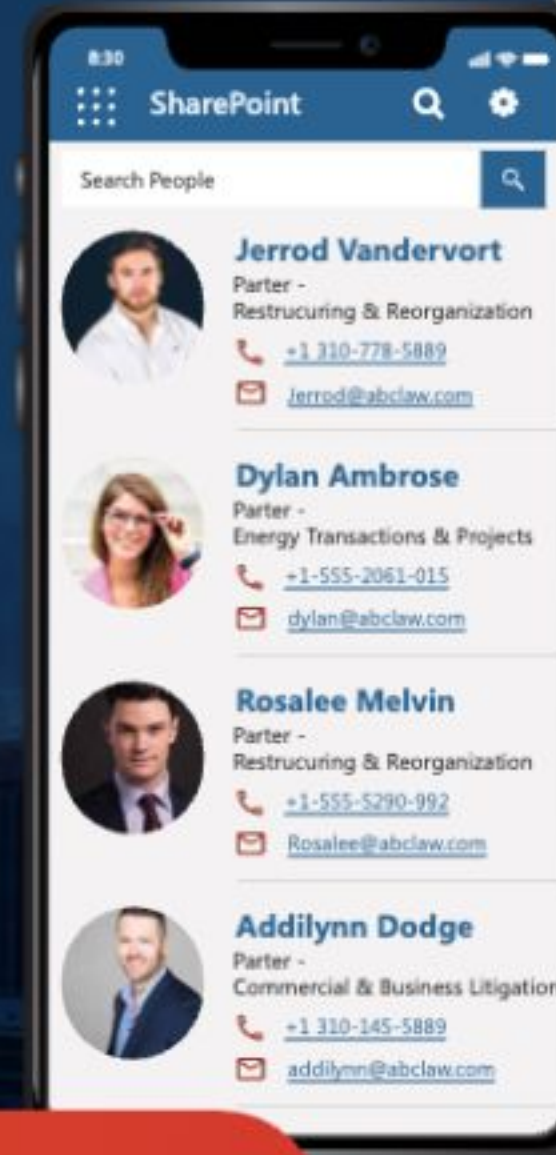 8:30
SharePoint
Search People
Jerrod Vandervort
Parter -
Restrucuring & Reorganization
+1 310-778-5889
Jerrod@abclaw.com
Dylan Ambrose
Parter -
Energy Transactions & Projects
+1-555-2061-015
dylan@abclaw.com
Rosalee Melvin
Parter -
Restrucuring & Reorganization
+1-555-5290-992
Rosalee@abclaw.com
Addilynn Dodge
Parter -
Commercial & Business Litigation
+1 310-145-5889
addilynn@abclaw.com